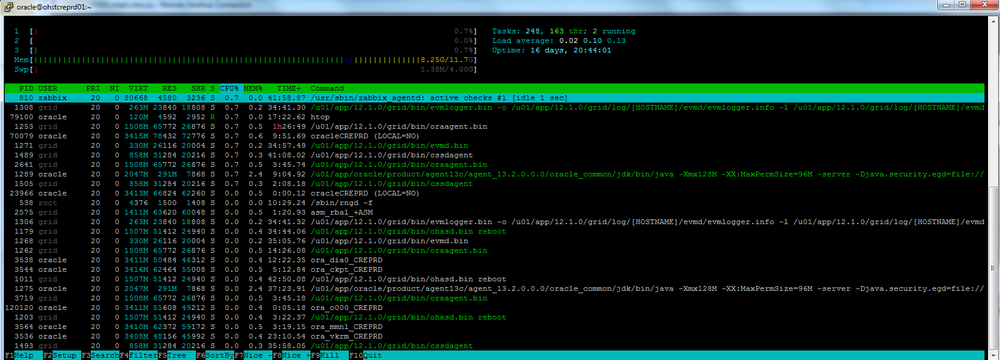 oracle@ohstcreprd01:~
1 [| 0.7%] Tasks: 248, 163 thr; 2 running
2 [ 0.0%] Load average: 0.02 0.10 0.13
3 [| 0.7%] Uptime: 16 days, 20:44:01
Mem[ 8.25G/11.7G]
Swp[| 1.38M/4.00G]
PID USER PRI NI VIRT RES SHR S CPU% MEM% TIME+ Command
810 zabbix 20 0 80668 4580 3236 S 0.7 0.0 41:58.87 /usr/sbin/zabbix_agentd: active checks #1 [idle 1 sec]
1308 grid 20 0 263M 23840 18808 S 0.7 0.2 34:41.30 /u01/app/12.1.0/grid/bin/evmlogger.bin -o /u01/app/12.1.0/grid/log/[HOSTNAME]/evmd/evmlogger.info -l /u01/app/12.1.0/grid/log/[HOSTNAME]/evmd
79100 oracle 20 0 120M 4592 2952 R 0.7 0.0 17:22.62 htop
1253 grid 20 0 1508M 65772 26876 S 0.7 0.5 1h26:49 /u01/app/12.1.0/grid/bin/oraagent.bin
70079 oracle 20 0 3415M 78432 72776 S 0.7 0.6 9:51.69 oracleCREPRD (LOCAL=NO)
1271 grid 20 0 330M 26116 20004 S 0.7 0.2 34:57.49 /u01/app/12.1.0/grid/bin/evmd.bin
1489 grid 20 0 858M 31284 20216 S 0.7 0.3 41:08.02 /u01/app/12.1.0/grid/bin/cssdagent
2641 grid 20 0 1508M 65772 26876 S 0.7 0.5 3:45.74 /u01/app/12.1.0/grid/bin/oraagent.bin
1289 oracle 20 0 2047M 291M 7868 S 0.7 2.4 9:04.92 /u01/app/oracle/product/agent13c/agent_13.2.0.0.0/oracle_common/jdk/bin/java -Xmx128M -XX:MaxPermSize=96M -server -Djava.security.egd=file://
1505 grid 20 0 858M 31284 20216 S 0.7 0.3 2:08.18 /u01/app/12.1.0/grid/bin/cssdagent
23966 oracle 20 0 3413M 66824 62260 S 0.0 0.5 0:00.12 oracleCREPRD (LOCAL=NO)
538 root 20 0 4376 1500 1408 S 0.0 0.0 10:29.24 /sbin/rngd -f
2575 grid 20 0 1411M 63620 60048 S 0.0 0.5 1:20.93 asm_rbal_+ASM
1306 grid 20 0 263M 23840 18808 S 0.0 0.2 34:41.32 /u01/app/12.1.0/grid/bin/evmlogger.bin -o /u01/app/12.1.0/grid/log/[HOSTNAME]/evmd/evmlogger.info -l /u01/app/12.1.0/grid/log/[HOSTNAME]/evmd
1179 grid 20 0 1507M 51412 24940 S 0.0 0.4 34:44.06 /u01/app/12.1.0/grid/bin/ohasd.bin reboot
1268 grid 20 0 330M 26116 20004 S 0.0 0.2 35:05.76 /u01/app/12.1.0/grid/bin/evmd.bin
1262 grid 20 0 1508M 65772 26876 S 0.0 0.5 14:26.08 /u01/app/12.1.0/grid/bin/oraagent.bin
3538 oracle 20 0 3411M 50484 46312 S 0.0 0.4 12:22.35 ora_dia0_CREPRD
3544 oracle 20 0 3416M 62464 55008 S 0.0 0.5 5:12.84 ora_ckpt_CREPRD
1011 grid 20 0 1507M 51412 24940 S 0.0 0.4 42:50.08 /u01/app/12.1.0/grid/bin/ohasd.bin reboot
1275 oracle 20 0 2047M 291M 7868 S 0.0 2.4 37:23.91 /u01/app/oracle/product/agent13c/agent_13.2.0.0.0/oracle_common/jdk/bin/java -Xmx128M -XX:MaxPermSize=96M -server -Djava.security.egd=file://
3719 grid 20 0 1508M 65772 26876 S 0.0 0.5 3:45.18 /u01/app/12.1.0/grid/bin/oraagent.bin
120120 oracle 20 0 3411M 51608 49212 S 0.0 0.4 0:05.18 ora_o000_CREPRD
1203 grid 20 0 1507M 51412 24940 S 0.0 0.4 3:22.37 /u01/app/12.1.0/grid/bin/ohasd.bin reboot
3564 oracle 20 0 3410M 62372 59172 S 0.0 0.5 3:19.15 ora_mmnl_CREPRD
3536 oracle 20 0 3408M 48156 45992 S 0.0 0.4 23:10.54 ora_vkrm_CREPRD
1493 grid 20 0 858M 31284 20216 S 0.0 0.3 35:58.05 /u01/app/12.1.0/grid/bin/cssdagent
F1Help F2Setup F3SearchF4FilterF5Tree F6SortByF7Nice -F8Nice +F9Kill F10Quit